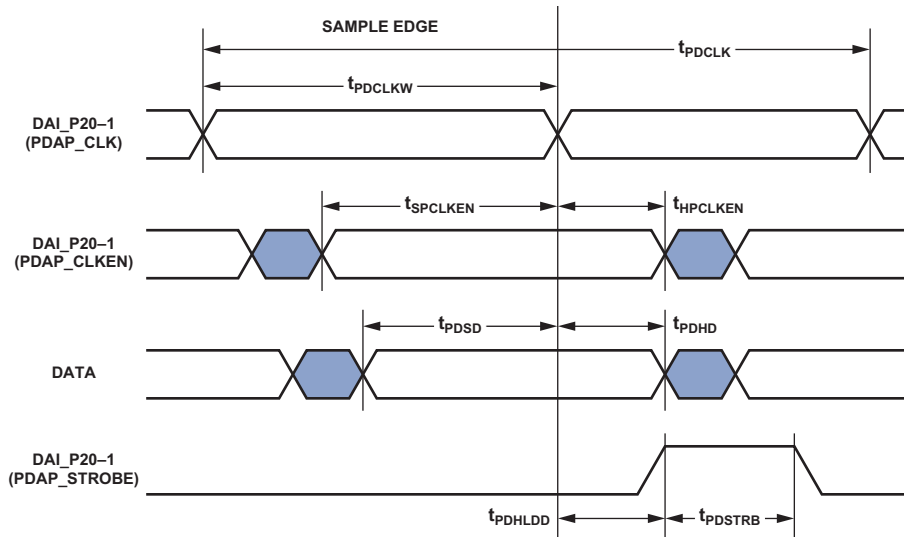 SAMPLE EDGE
tPDCLK
tPDCLKW
DAI_P20–1
(PDAP_CLK)
tSPCLKEN
tHPCLKEN
DAI_P20–1
(PDAP_CLKEN)
tPDSD
tPDHD
DATA
DAI_P20–1
(PDAP_STROBE)
tPDHLDD
tPDSTRB